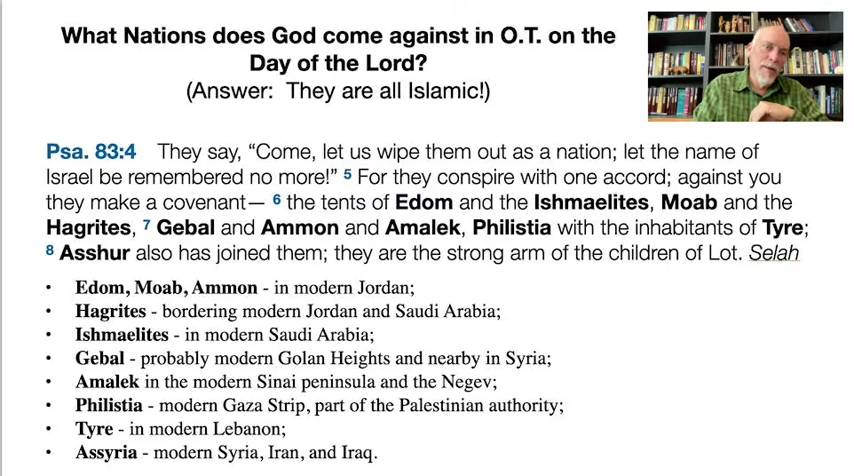 What Nations does God come against in O.T. on the
Day of the Lord?
(Answer: They are all Islamic!)
Psa. 83:4 They say, “Come, let us wipe them out as a nation; let the name of
Israel be remembered no more!” 5 For they conspire with one accord; against you
they make a covenant— 6 the tents of Edom and the Ishmaelites, Moab and the
Hagrites, 7 Gebal and Ammon and Amalek, Philistia with the inhabitants of Tyre;
8 Asshur also has joined them; they are the strong arm of the children of Lot. Selah
• Edom, Moab, Ammon - in modern Jordan;
• Hagrites - bordering modern Jordan and Saudi Arabia;
• Ishmaelites - in modern Saudi Arabia;
• Gebal - probably modern Golan Heights and nearby in Syria;
• Amalek in the modern Sinai peninsula and the Negev;
• Philistia - modern Gaza Strip, part of the Palestinian authority;
• Tyre - in modern Lebanon;
• Assyria - modern Syria, Iran, and Iraq.